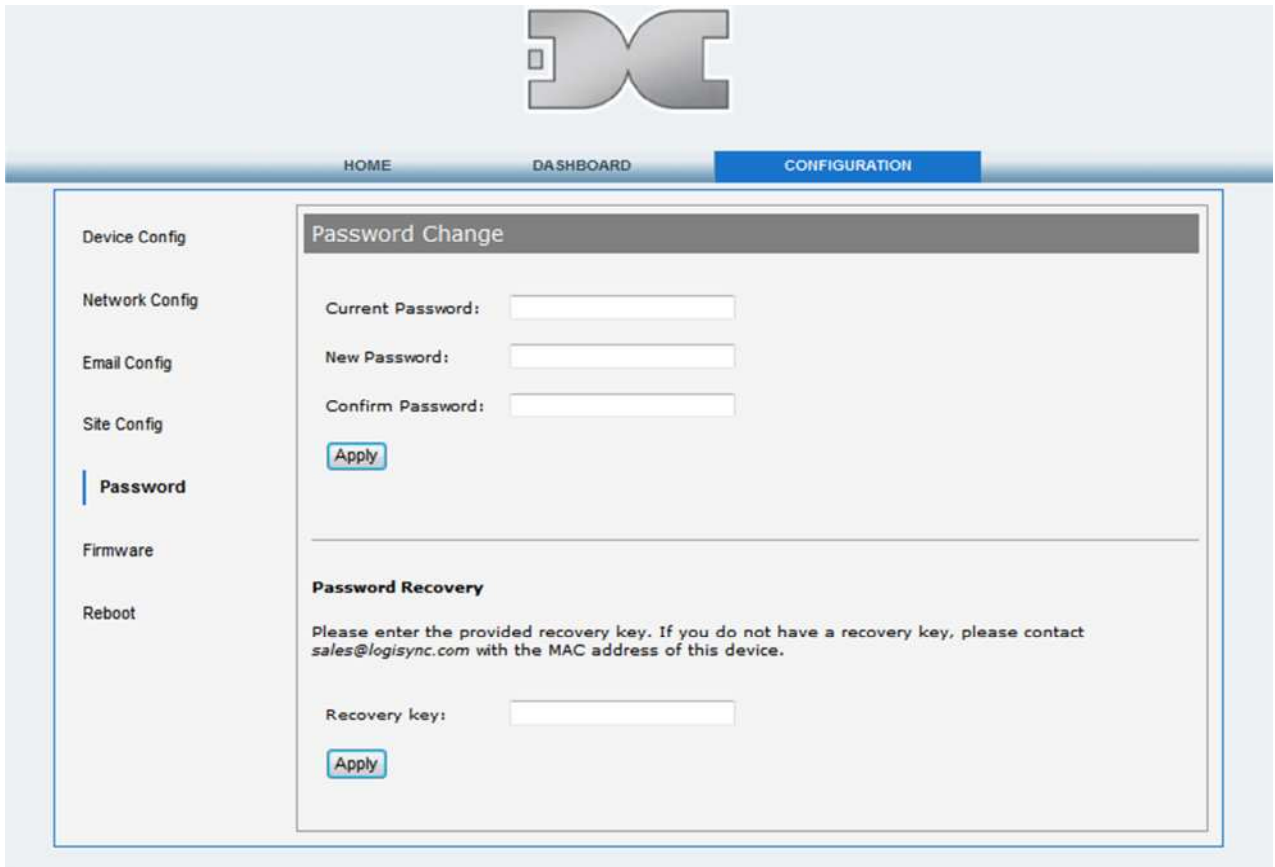 HOME DASHBOARD CONFIGURATION
Device Config
Network Config
Email Config
Site Config
Password
Firmware
Reboot
Password Change
Current Password:
New Password:
Confirm Password:
Apply
Password Recovery
Please enter the provided recovery key. If you do not have a recovery key, please contact
sales@logisync.com with the MAC address of this device.
Recovery key:
Apply